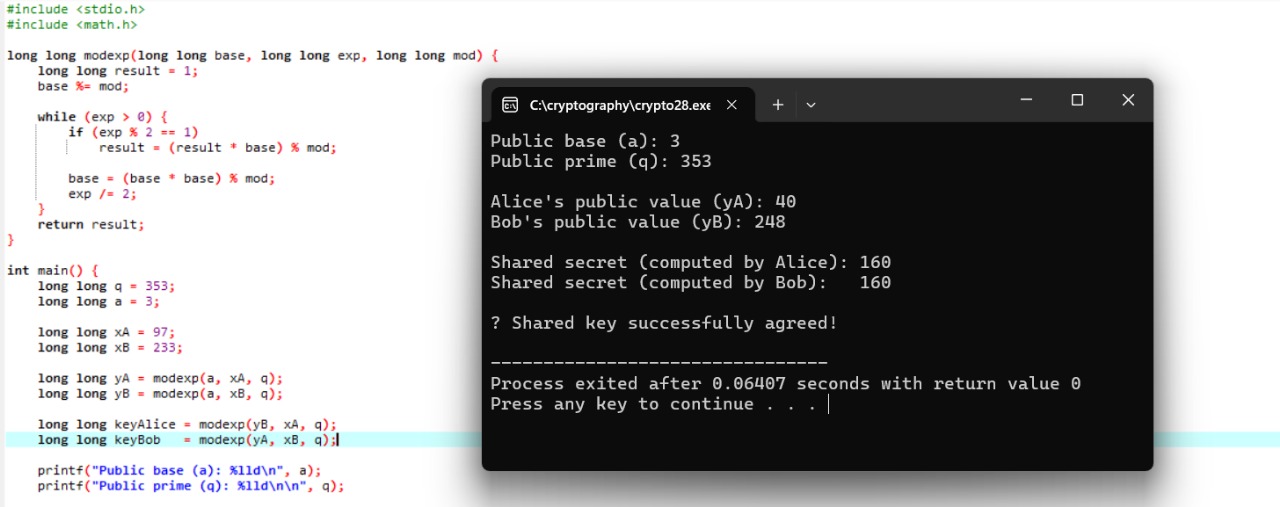 #include <stdio.h>
#include <math.h>
long long modexp(long long base, long long exp, long long mod) {
    long long result = 1;
    base %= mod;
    while (exp > 0) {
        if (exp % 2 == 1)
            result = (result * base) % mod;
        base = (base * base) % mod;
        exp /= 2;
    }
    return result;
}
int main() {
    long long q = 353;
    long long a = 3;
    long long xA = 97;
    long long xB = 233;
    long long yA = modexp(a, xA, q);
    long long yB = modexp(a, xB, q);
    long long keyAlice = modexp(yB, xA, q);
    long long keyBob   = modexp(yA, xB, q);
    printf("Public base (a): %lld\n", a);
    printf("Public prime (q): %lld\n\n", q);
C:\cryptography\crypto28.exe
Public base (a): 3
Public prime (q): 353
Alice's public value (yA): 40
Bob's public value (yB): 248
Shared secret (computed by Alice): 160
Shared secret (computed by Bob):   160
? Shared key successfully agreed!
--------------------------------
Process exited after 0.06407 seconds with return value 0
Press any key to continue . . .